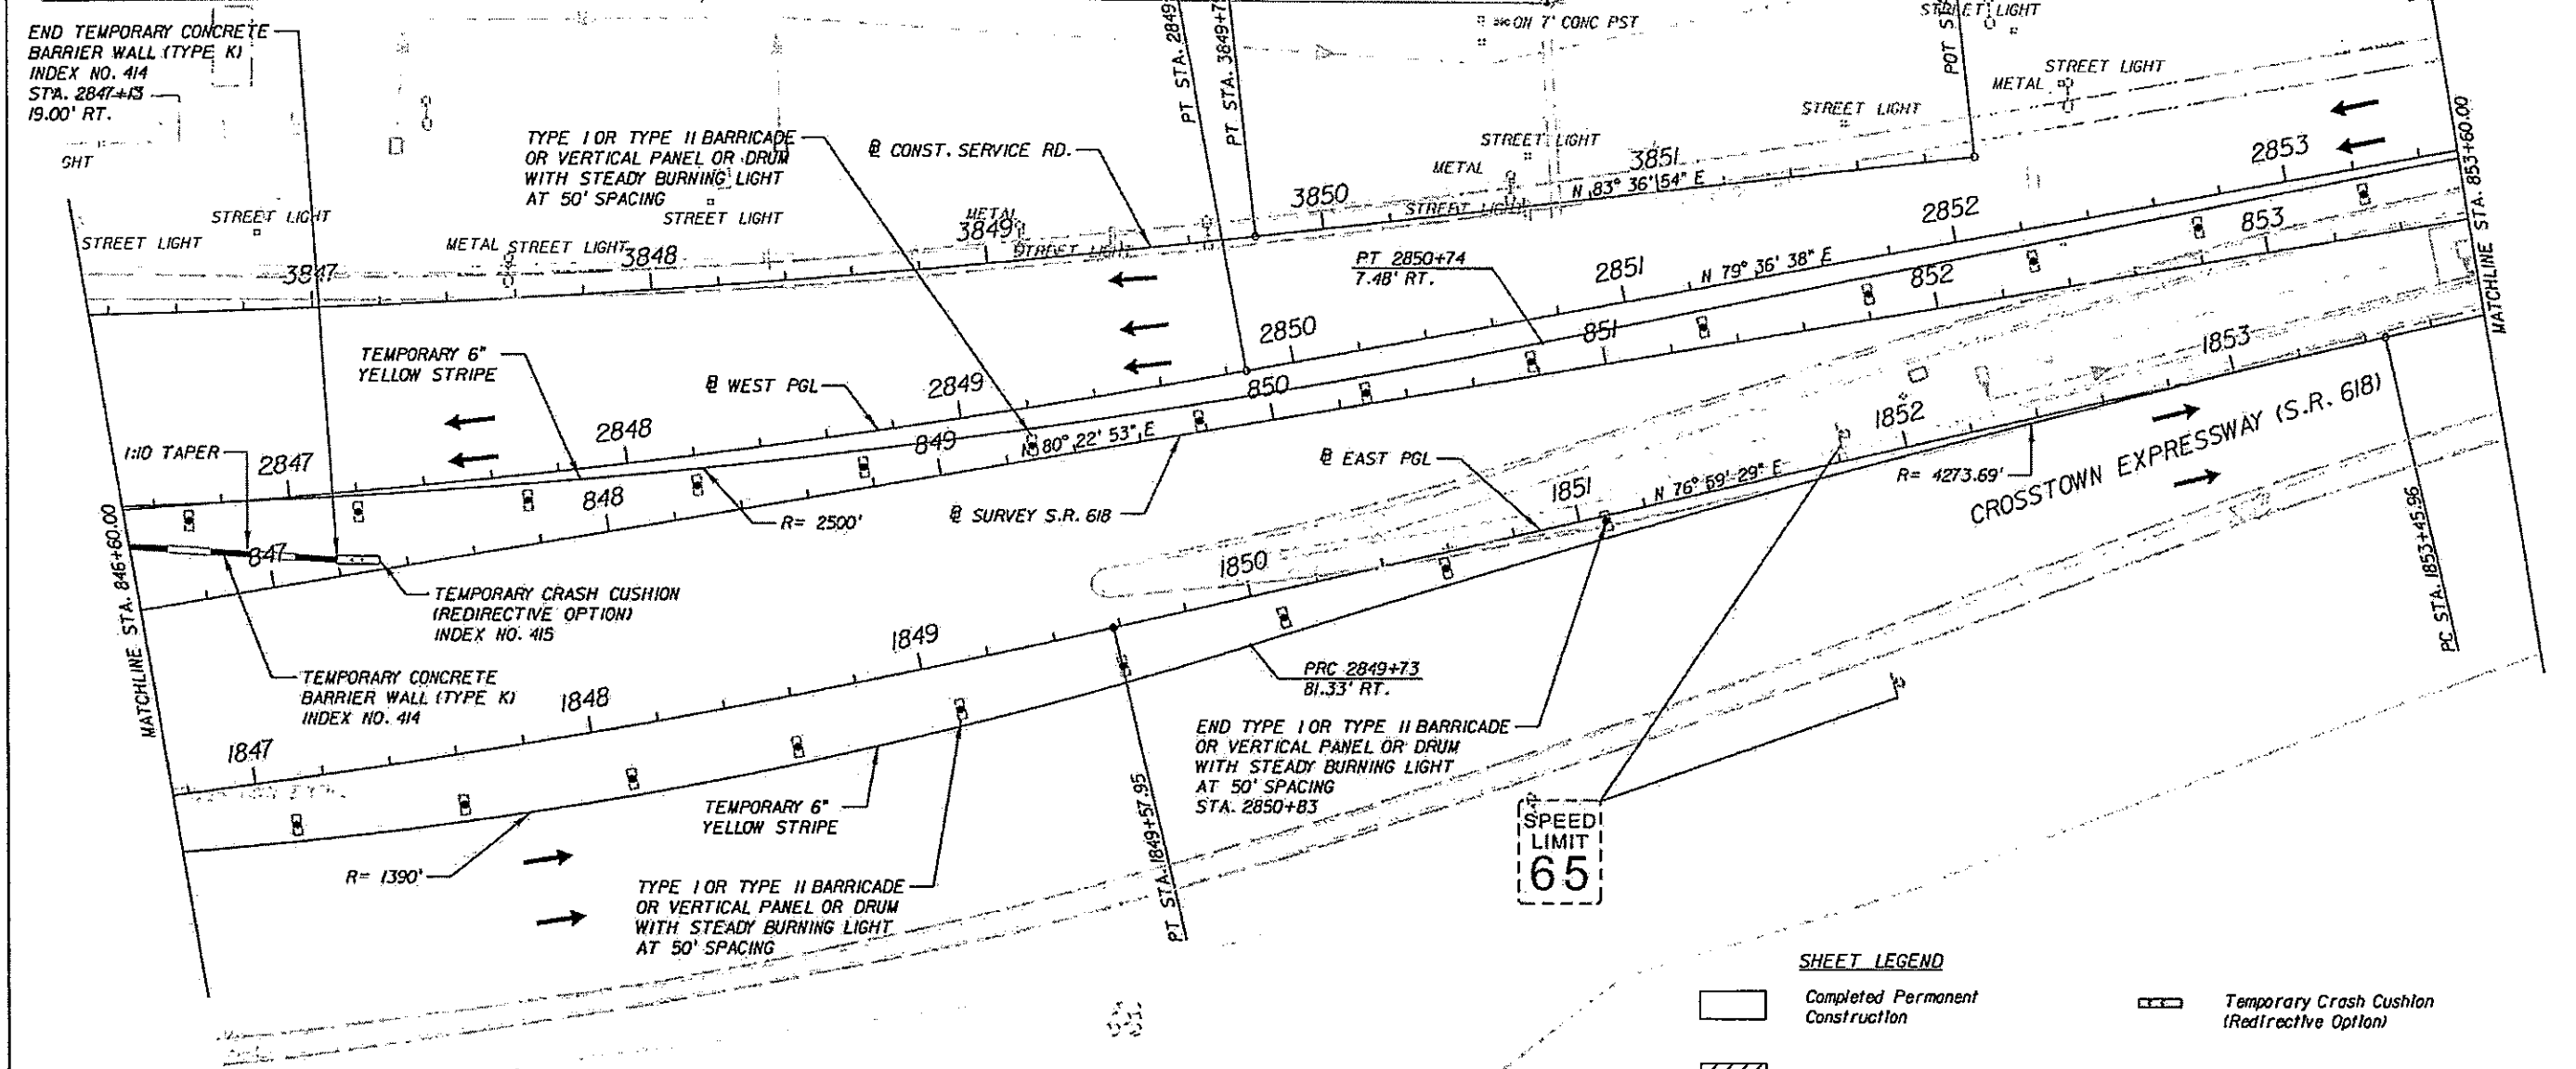 END TEMPORARY CONCRETE
BARRIER WALL (TYPE K)
INDEX NO. 414
STA. 2847+13
19.00' RT.
GHT
STREET LIGHT
STREET LIGHT
METAL STREET LIGHT
TYPE I OR TYPE II BARRICADE
OR VERTICAL PANEL OR DRUM
WITH STEADY BURNING LIGHT
AT 50' SPACING
STREET LIGHT
℄ CONST. SERVICE RD.
PT STA. 2849
PT STA. 3849+7
ON 7' CONC PST
STREET LIGHT
POT S
STREET LIGHT
METAL
STREET LIGHT
STREET LIGHT
METAL
STREET LIGHT
METAL
STREET LIGHT
3847
3848
3849
3850
3851
N 83° 36' 54" E
MATCHLINE STA. 853+60.00
PT 2850+74
7.48' RT.
2847
2848
2849
2850
2851
2852
2853
N 79° 36' 38" E
TEMPORARY 6"
YELLOW STRIPE
℄ WEST PGL
1:10 TAPER
847
848
849
850
851
852
853
N 80° 22' 53" E
R= 2500'
℄ SURVEY S.R. 618
MATCHLINE STA. 846+60.00
TEMPORARY CRASH CUSHION
(REDIRECTIVE OPTION)
INDEX NO. 415
TEMPORARY CONCRETE
BARRIER WALL (TYPE K)
INDEX NO. 414
℄ EAST PGL
1847
1848
1849
1850
1851
1852
1853
N 76° 59' 29" E
R= 4273.69'
CROSSTOWN EXPRESSWAY (S.R. 618)
PC STA. 1853+45.96
PRC 2849+73
81.33' RT.
END TYPE I OR TYPE II BARRICADE
OR VERTICAL PANEL OR DRUM
WITH STEADY BURNING LIGHT
AT 50' SPACING
STA. 2850+83
SPEED
LIMIT
65
TEMPORARY 6"
YELLOW STRIPE
R= 1390'
TYPE I OR TYPE II BARRICADE
OR VERTICAL PANEL OR DRUM
WITH STEADY BURNING LIGHT
AT 50' SPACING
PT STA. 1849+57.95
SHEET LEGEND
Completed Permanent
Construction
Temporary Crash Cushion
(Redirective Option)